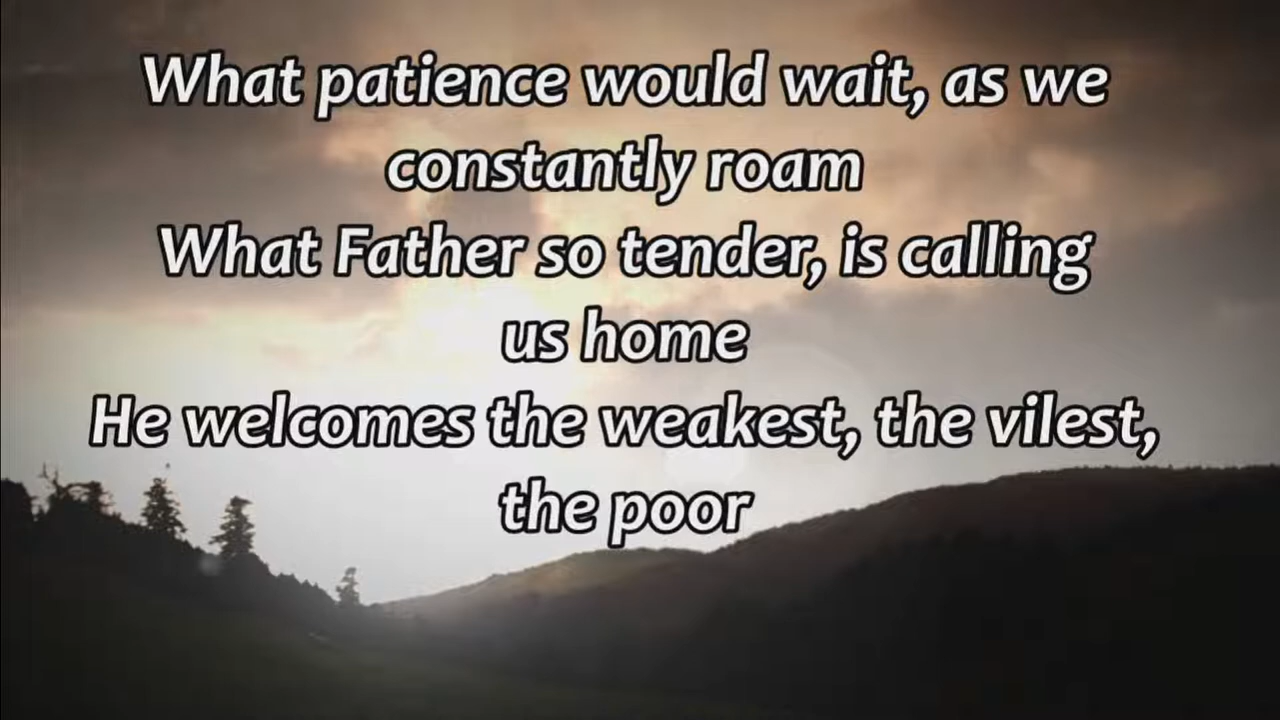 What patience would wait, as we
constantly roam
What Father so tender, is calling
us home
He welcomes the weakest, the vilest,
the poor